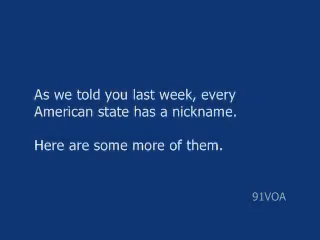 As we told you last week, every
American state has a nickname.
Here are some more of them.
91VOA